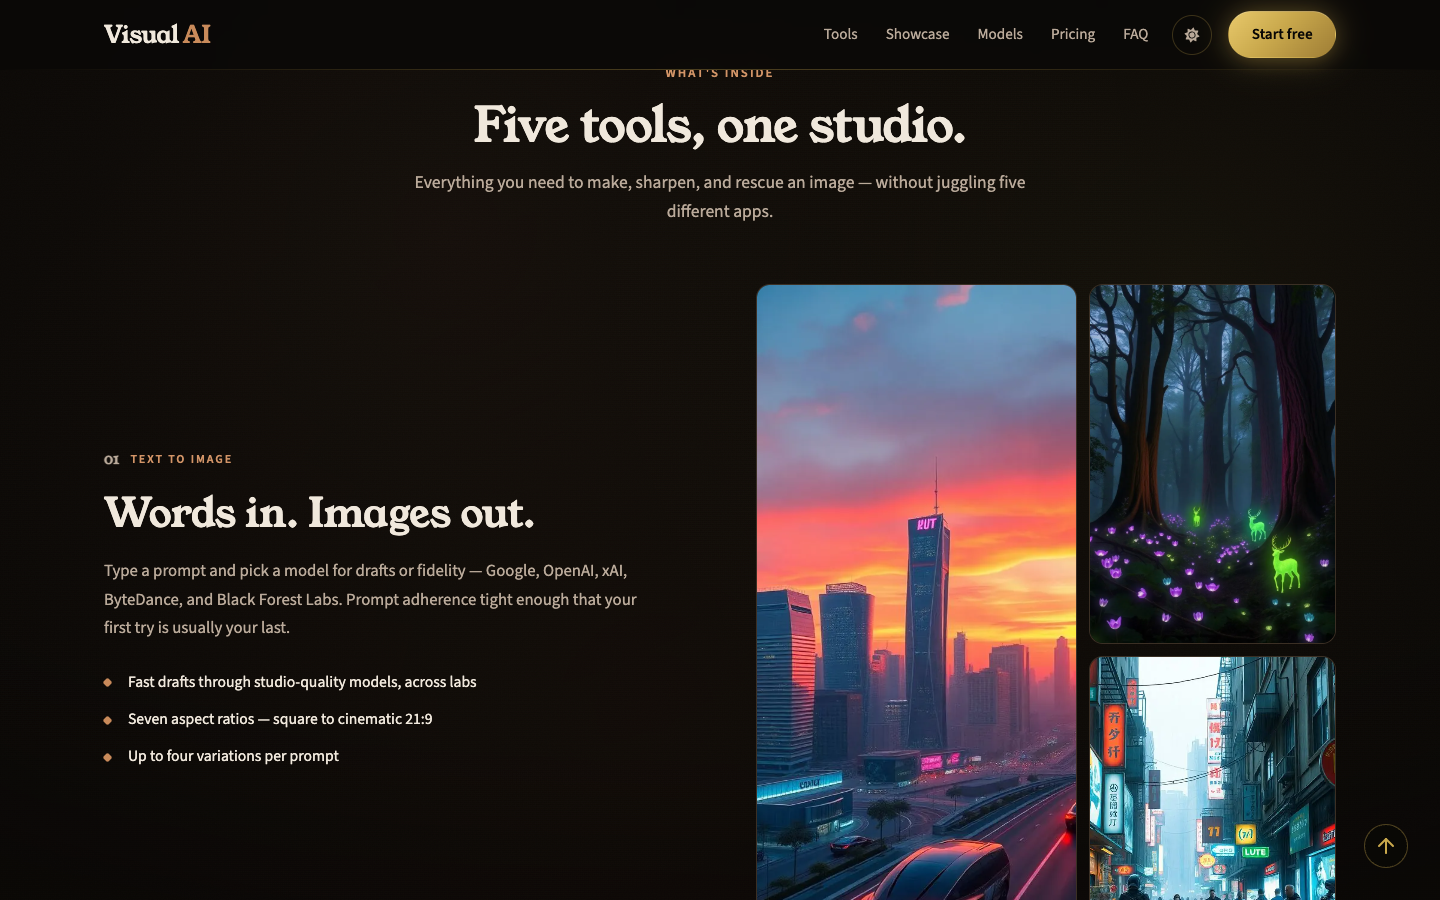 Visual AI
Tools
Showcase
Models
Pricing
FAQ
Start free
WHAT'S INSIDE
Five tools, one studio.
Everything you need to make, sharpen, and rescue an image — without juggling five
different apps.
01 TEXT TO IMAGE
Words in. Images out.
Type a prompt and pick a model for drafts or fidelity — Google, OpenAI, xAI,
ByteDance, and Black Forest Labs. Prompt adherence tight enough that your
first try is usually your last.
Fast drafts through studio-quality models, across labs
Seven aspect ratios — square to cinematic 21:9
Up to four variations per prompt
LUTE